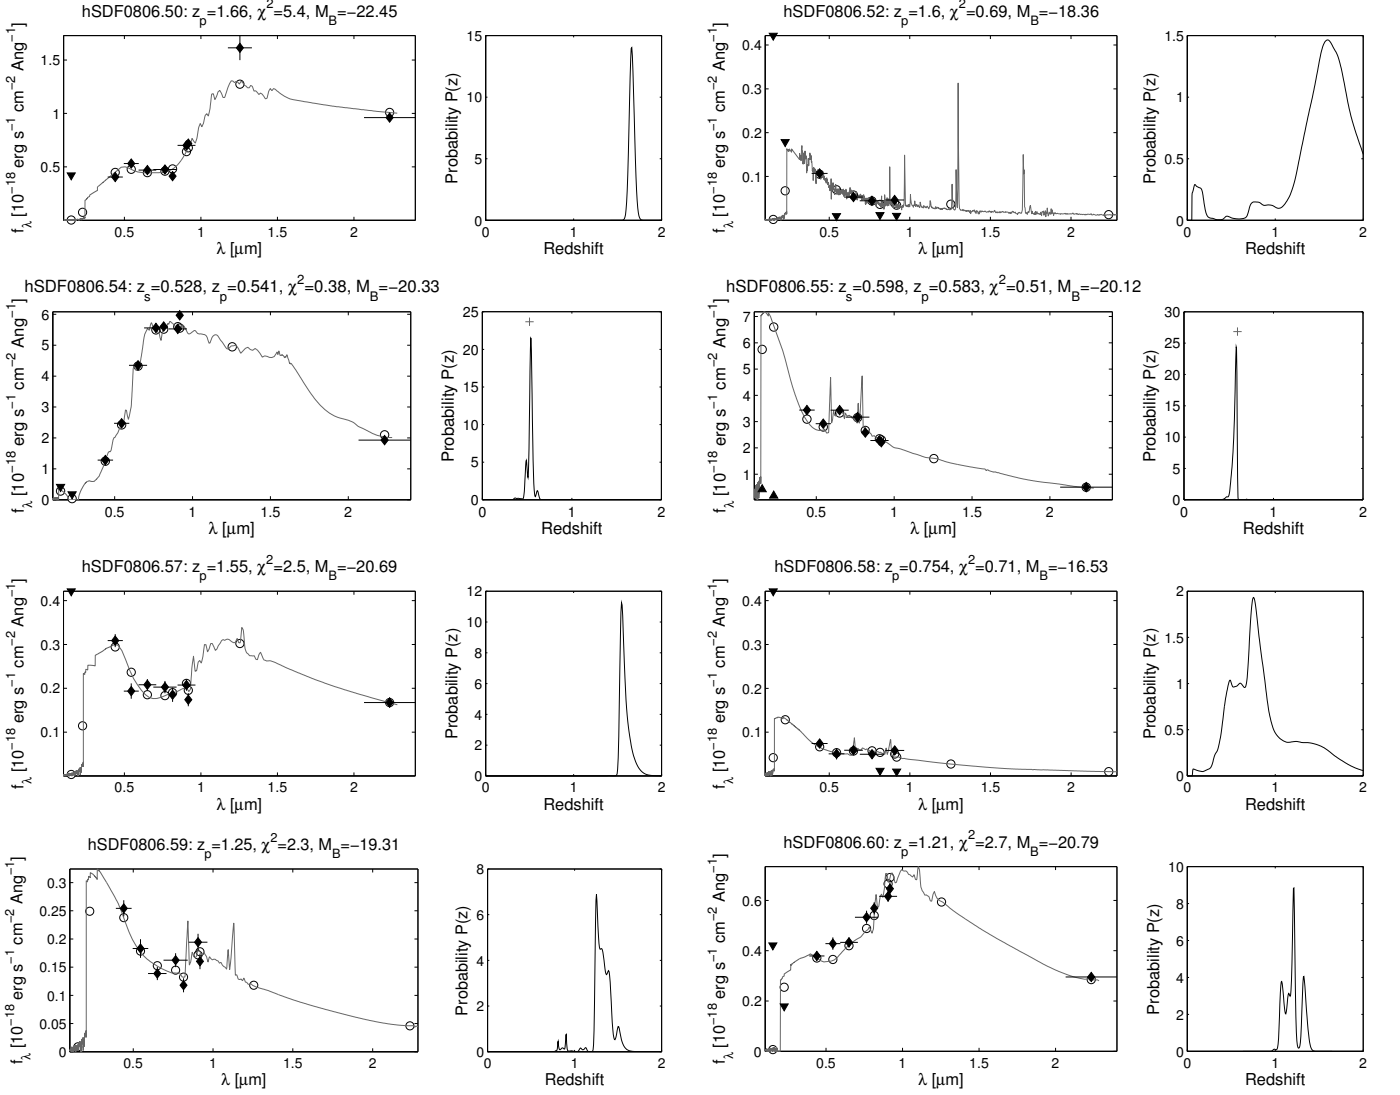 hSDF0806.50: z_p=1.66, χ²=5.4, M_B=−22.45
f_λ [10⁻¹⁸ erg s⁻¹ cm⁻² Ang⁻¹]
1.5
1
0.5
0
0.5 1 1.5 2
λ [μm]
Probability P(z)
15
10
5
0
0 1 2
Redshift
hSDF0806.52: z_p=1.6, χ²=0.69, M_B=−18.36
f_λ [10⁻¹⁸ erg s⁻¹ cm⁻² Ang⁻¹]
0.4
0.3
0.2
0.1
0
0.5 1 1.5 2
λ [μm]
Probability P(z)
1.5
1
0.5
0
0 1 2
Redshift
hSDF0806.54: z_s=0.528, z_p=0.541, χ²=0.38, M_B=−20.33
f_λ [10⁻¹⁸ erg s⁻¹ cm⁻² Ang⁻¹]
6
5
4
3
2
1
0
0.5 1 1.5 2
λ [μm]
Probability P(z)
25
20
15
10
5
0
0 1 2
Redshift
hSDF0806.55: z_s=0.598, z_p=0.583, χ²=0.51, M_B=−20.12
f_λ [10⁻¹⁸ erg s⁻¹ cm⁻² Ang⁻¹]
7
6
5
4
3
2
1
0.5 1 1.5 2
λ [μm]
Probability P(z)
30
25
20
15
10
5
0
0 1 2
Redshift
hSDF0806.57: z_p=1.55, χ²=2.5, M_B=−20.69
f_λ [10⁻¹⁸ erg s⁻¹ cm⁻² Ang⁻¹]
0.4
0.3
0.2
0.1
0
0.5 1 1.5 2
λ [μm]
Probability P(z)
12
10
8
6
4
2
0
0 1 2
Redshift
hSDF0806.58: z_p=0.754, χ²=0.71, M_B=−16.53
f_λ [10⁻¹⁸ erg s⁻¹ cm⁻² Ang⁻¹]
0.4
0.3
0.2
0.1
0
0.5 1 1.5 2
λ [μm]
Probability P(z)
2
1.5
1
0.5
0
0 1 2
Redshift
hSDF0806.59: z_p=1.25, χ²=2.3, M_B=−19.31
f_λ [10⁻¹⁸ erg s⁻¹ cm⁻² Ang⁻¹]
0.3
0.25
0.2
0.15
0.1
0.05
0
0.5 1 1.5 2
λ [μm]
Probability P(z)
8
6
4
2
0
0 1 2
Redshift
hSDF0806.60: z_p=1.21, χ²=2.7, M_B=−20.79
f_λ [10⁻¹⁸ erg s⁻¹ cm⁻² Ang⁻¹]
0.6
0.4
0.2
0
0.5 1 1.5 2
λ [μm]
Probability P(z)
10
8
6
4
2
0
0 1 2
Redshift